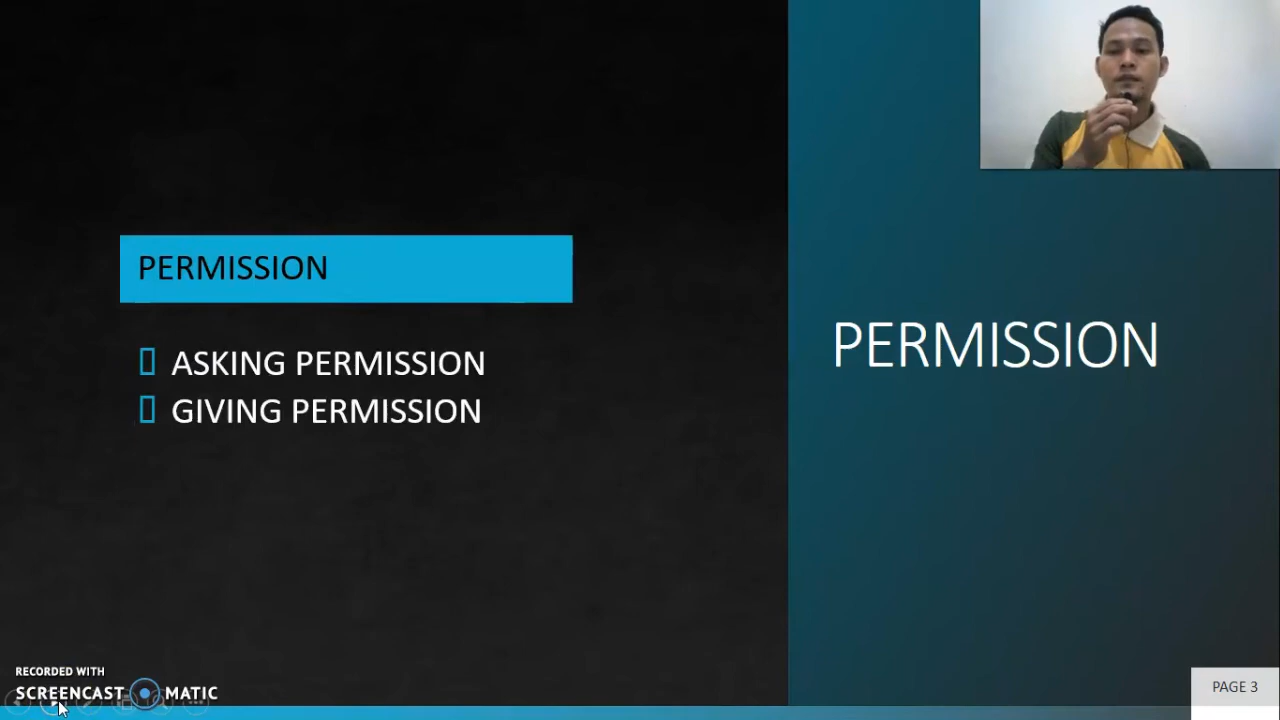 PERMISSION
ASKING PERMISSION
GIVING PERMISSION
PERMISSION
RECORDED WITH
SCREENCAST MATIC
PAGE 3